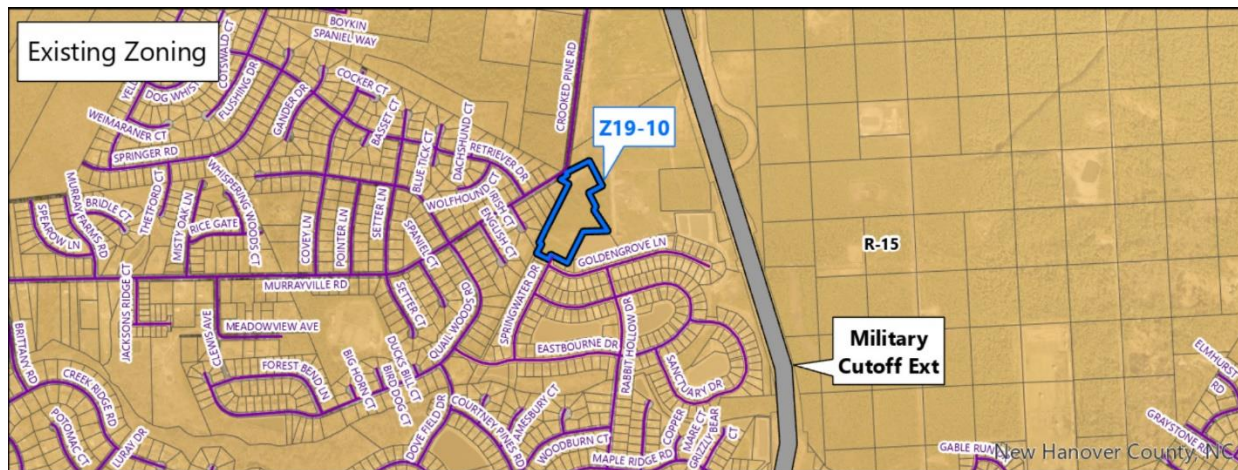 Existing Zoning
BOYKIN
SPANIEL WAY
COTSWALD CT
FLUSHING DR
GANDER DR
COCKER CT
BASSET CT
WEIMARANER CT
SPRINGER RD
BLUE TICK CT
DACHSHUND CT
RETRIEVER DR
CROOKED PINE RD
Z19-10
WOLFHOUND CT
IRISH CT
ENGLISH CT
THETFORD CT
WHISPERING WOODS CT
MURRAY FARMS RD
BRIDLE CT
SPEAROW LN
MISTY OAK LN
RICE GATE
COVEY LN
POINTER LN
SETTER LN
SPANIEL CT
GOLDENGROVE LN
R-15
MURRAYVILLE RD
JACKSONS RIDGE CT
CLEWIS AVE
MEADOWVIEW AVE
SETTER CT
QUAIL WOODS RD
SPRINGWATER DR
EASTBOURNE DR
RABBIT HOLLOW DR
SANCTUARY DR
Military
Cutoff Ext
BRITTANY RD
CREEK RIDGE RD
POTOMAC CT
LURAY DR
FOREST BEND LN
BIG HORN CT
BIRD DOG CT
DUCKS BILL CT
DOVE FIELD DR
COURTNEY PINES RD
AMESBURY CT
WOODBURN CT
MAPLE RIDGE RD
COPPER
MARE CT
GRIZZLY BEAR
CT
ELMHURST
RD
GRAYSTONE RD
GABLE RUN
New Hanover County, NC